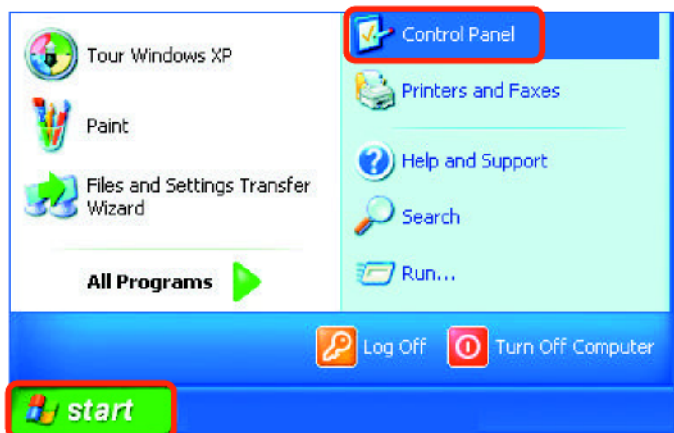 Tour Windows XP
Paint
Files and Settings Transfer
Wizard
All Programs
Control Panel
Printers and Faxes
Help and Support
Search
Run...
Log Off
Turn Off Computer
start